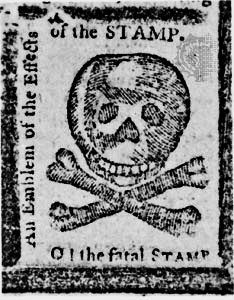 An Emblem of the Effects
of the STAMP.
O! the fatal STAMP